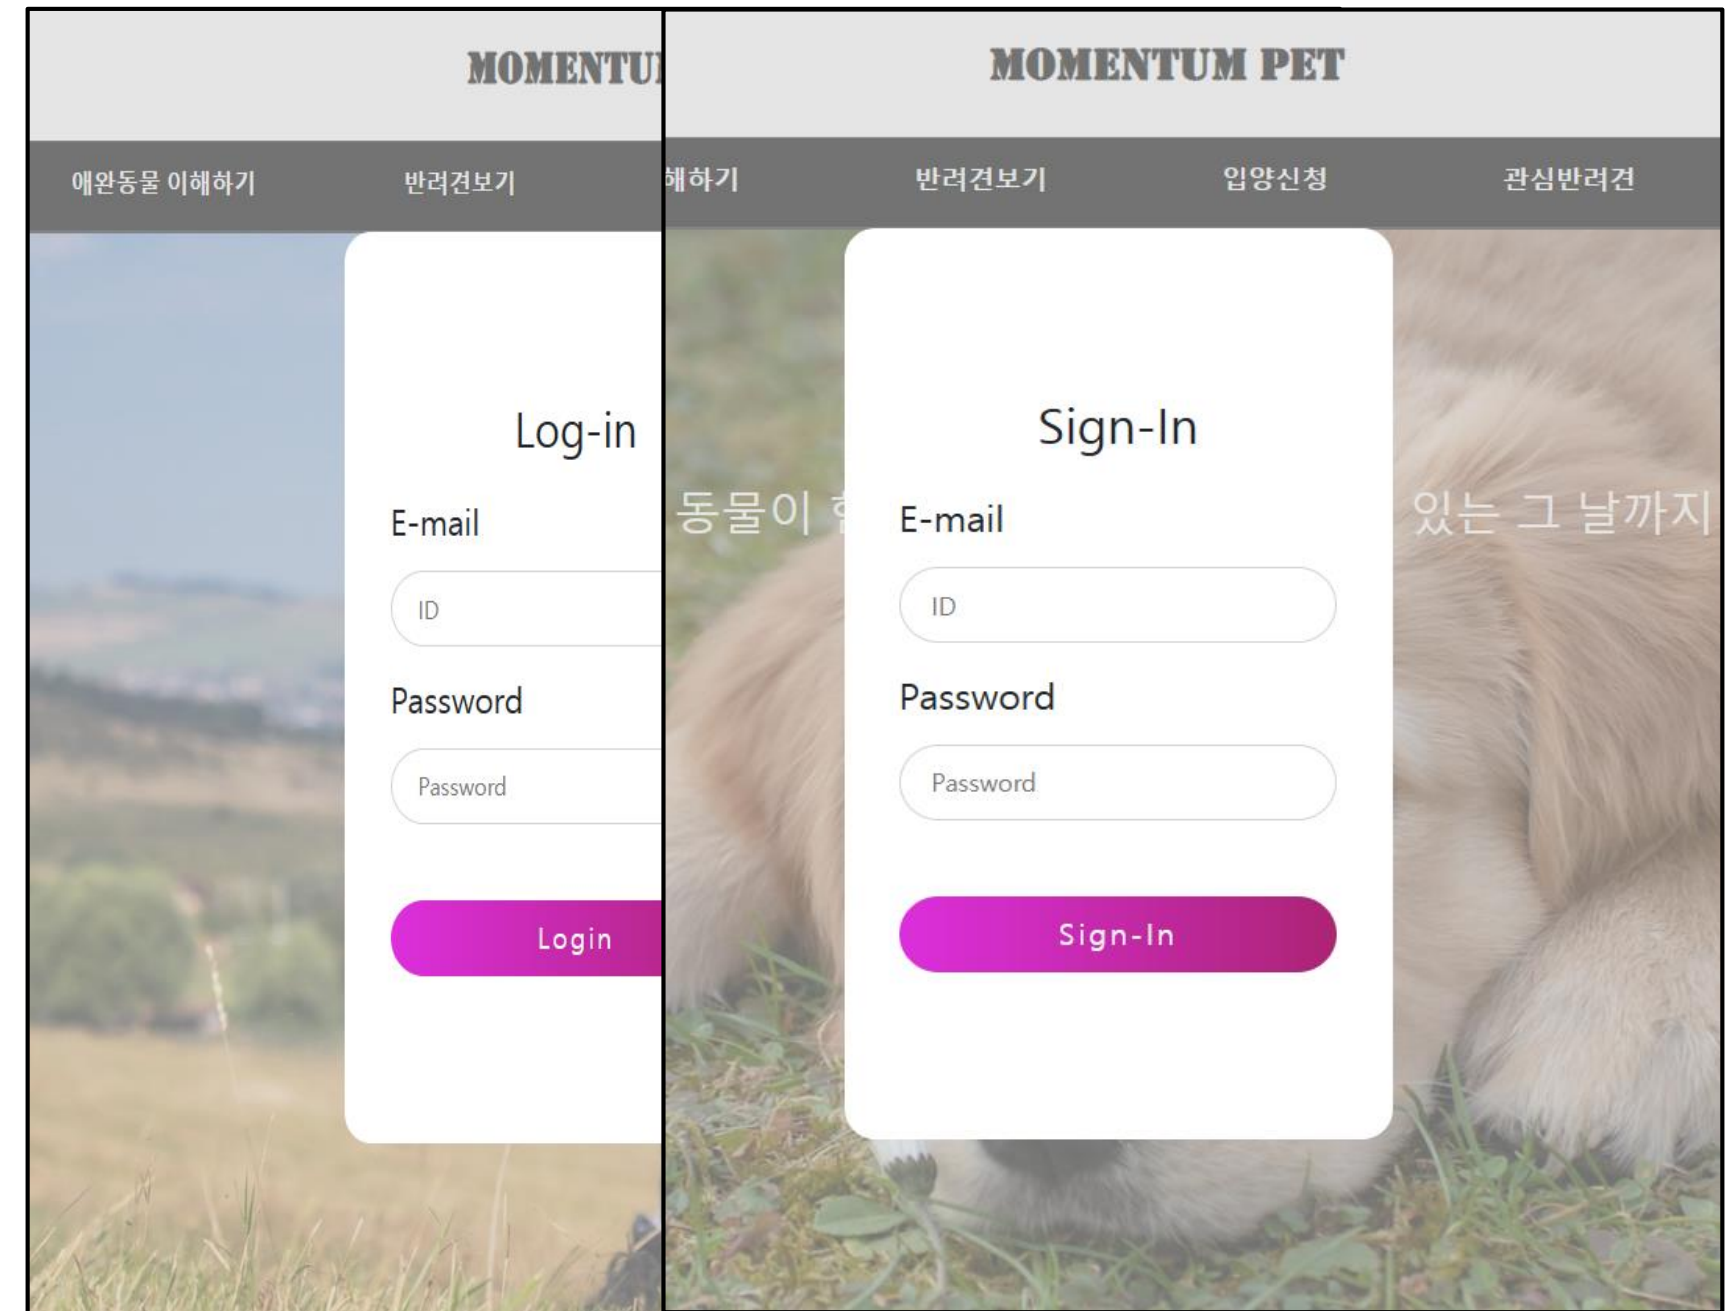 MOMENTU
애완동물 이해하기
반려견보기
Log-in
E-mail
ID
Password
Password
Login
MOMENTUM PET
해하기
반려견보기
입양신청
관심반려견
동물이
있는 그 날까지
Sign-In
E-mail
ID
Password
Password
Sign-In